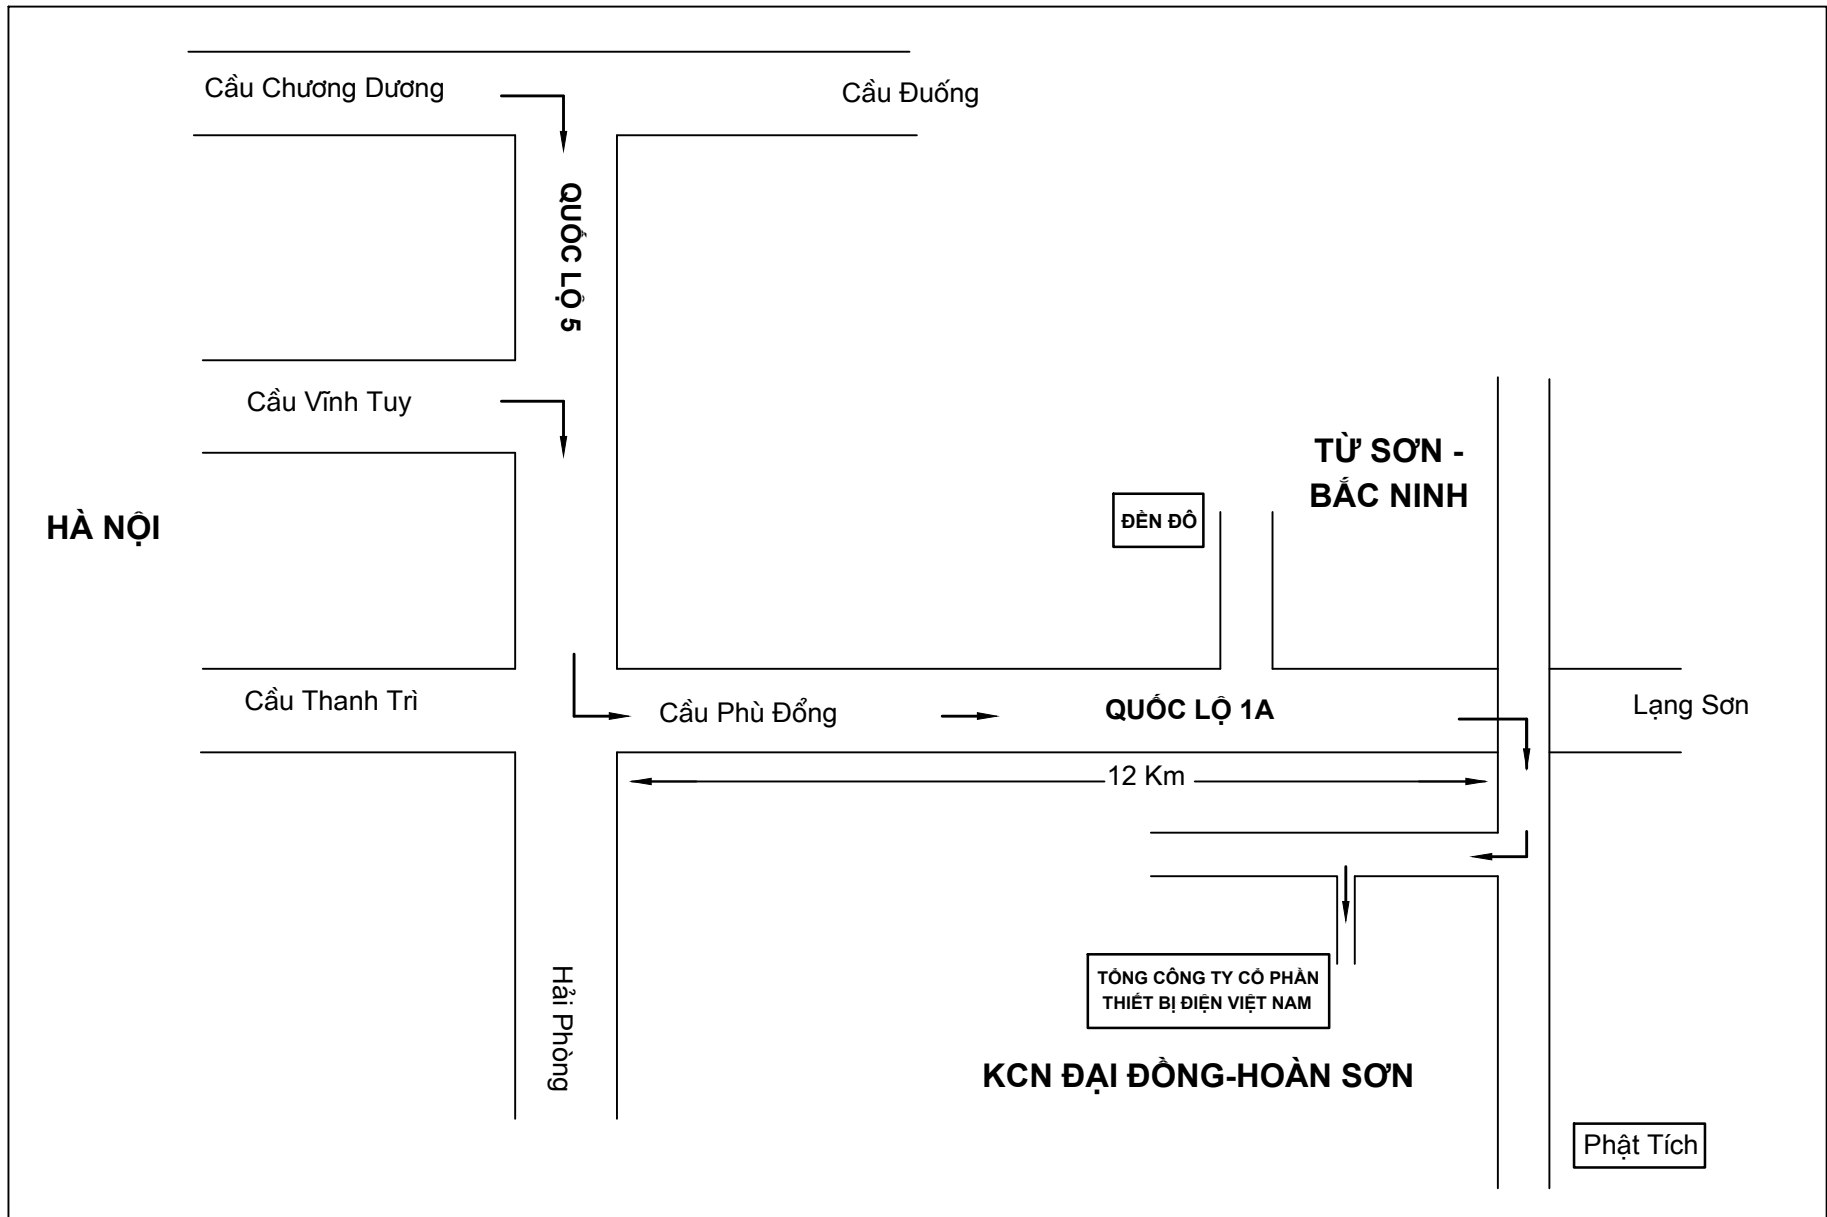 Cầu Chương Dương
Cầu Đuống
QUỐC LỘ 5
Cầu Vĩnh Tuy
TỪ SƠN -
BẮC NINH
HÀ NỘI
ĐỀN ĐÔ
Cầu Thanh Trì
Cầu Phù Đổng
QUỐC LỘ 1A
Lạng Sơn
12 Km
Hải Phòng
TỔNG CÔNG TY CỔ PHẦN
THIẾT BỊ ĐIỆN VIỆT NAM
KCN ĐẠI ĐỒNG-HOÀN SƠN
Phật Tích